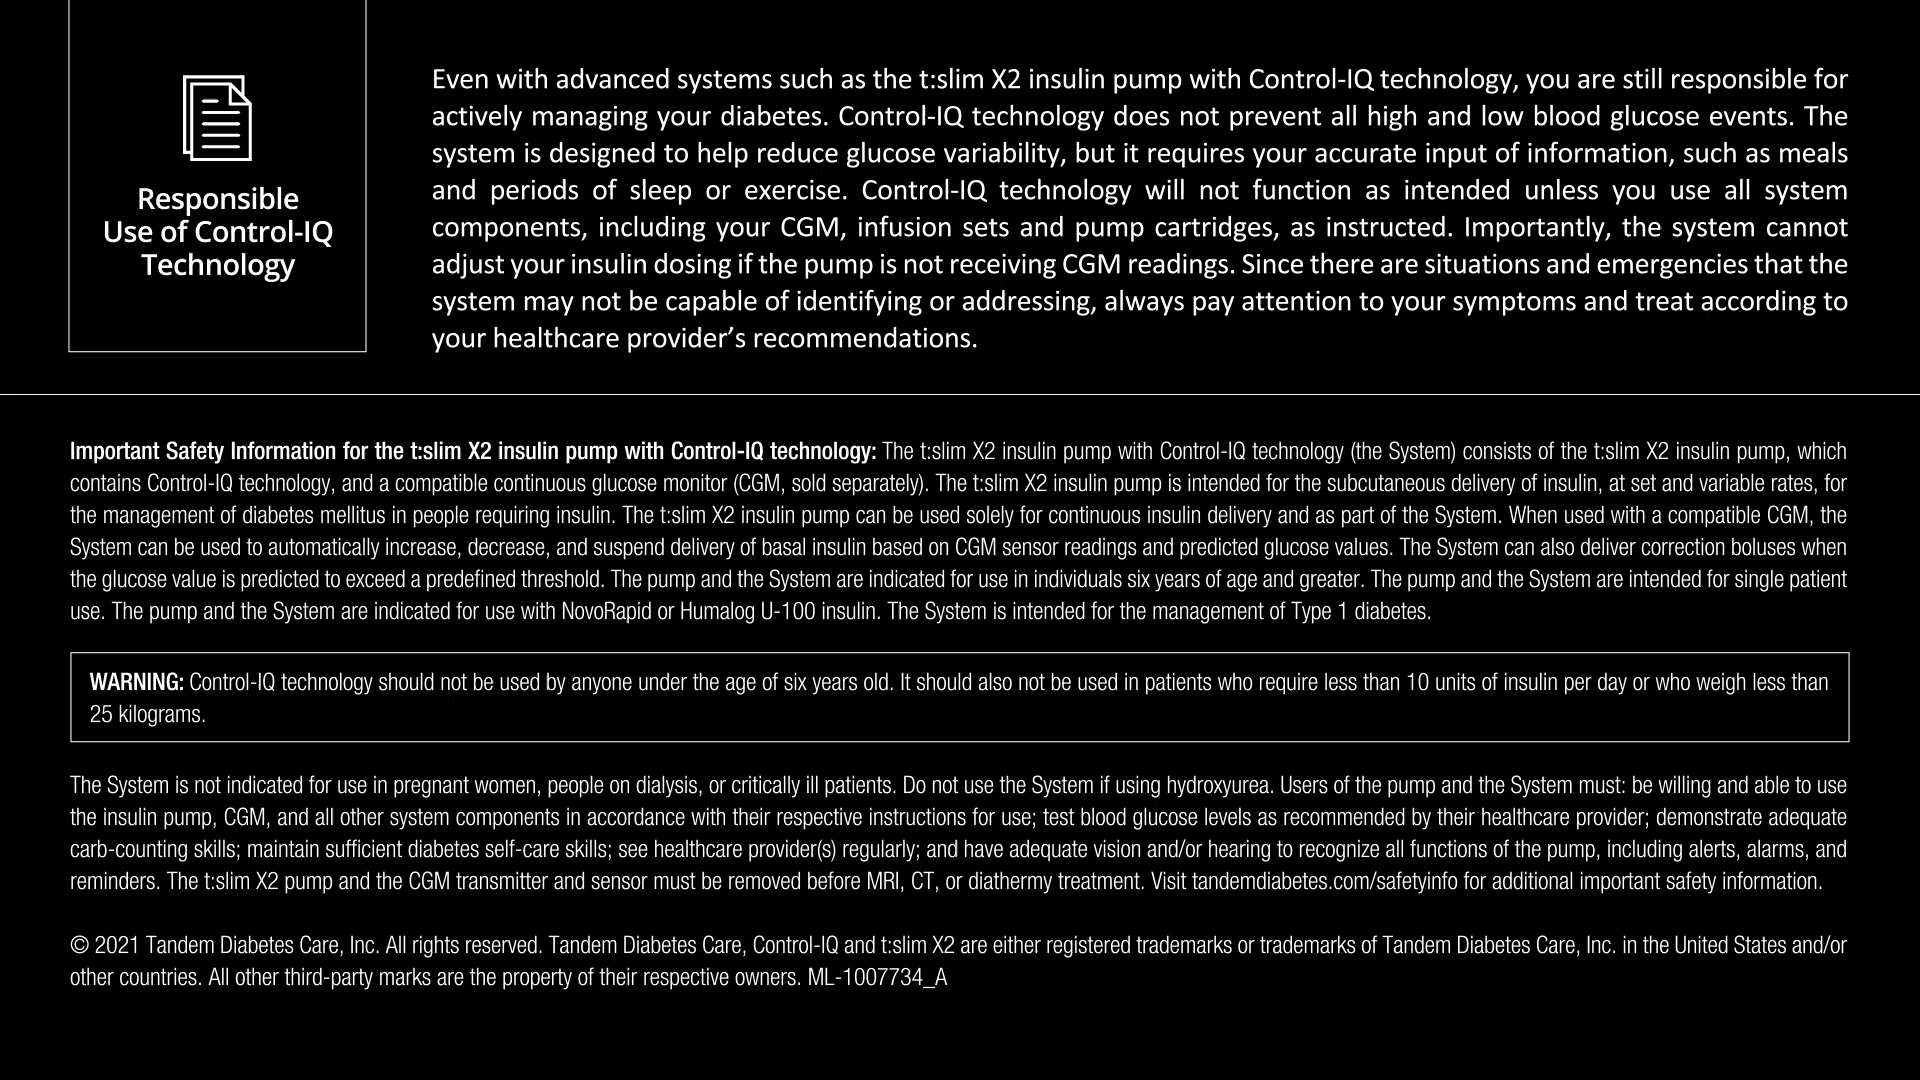 Responsible
Use of Control-IQ
Technology
Even with advanced systems such as the t:slim X2 insulin pump with Control-IQ technology, you are still responsible for
actively managing your diabetes. Control-IQ technology does not prevent all high and low blood glucose events. The
system is designed to help reduce glucose variability, but it requires your accurate input of information, such as meals
and periods of sleep or exercise. Control-IQ technology will not function as intended unless you use all system
components, including your CGM, infusion sets and pump cartridges, as instructed. Importantly, the system cannot
adjust your insulin dosing if the pump is not receiving CGM readings. Since there are situations and emergencies that the
system may not be capable of identifying or addressing, always pay attention to your symptoms and treat according to
your healthcare provider’s recommendations.
Important Safety Information for the t:slim X2 insulin pump with Control-IQ technology: The t:slim X2 insulin pump with Control-IQ technology (the System) consists of the t:slim X2 insulin pump, which
contains Control-IQ technology, and a compatible continuous glucose monitor (CGM, sold separately). The t:slim X2 insulin pump is intended for the subcutaneous delivery of insulin, at set and variable rates, for
the management of diabetes mellitus in people requiring insulin. The t:slim X2 insulin pump can be used solely for continuous insulin delivery and as part of the System. When used with a compatible CGM, the
System can be used to automatically increase, decrease, and suspend delivery of basal insulin based on CGM sensor readings and predicted glucose values. The System can also deliver correction boluses when
the glucose value is predicted to exceed a predefined threshold. The pump and the System are indicated for use in individuals six years of age and greater. The pump and the System are intended for single patient
use. The pump and the System are indicated for use with NovoRapid or Humalog U-100 insulin. The System is intended for the management of Type 1 diabetes.
WARNING: Control-IQ technology should not be used by anyone under the age of six years old. It should also not be used in patients who require less than 10 units of insulin per day or who weigh less than
25 kilograms.
The System is not indicated for use in pregnant women, people on dialysis, or critically ill patients. Do not use the System if using hydroxyurea. Users of the pump and the System must: be willing and able to use
the insulin pump, CGM, and all other system components in accordance with their respective instructions for use; test blood glucose levels as recommended by their healthcare provider; demonstrate adequate
carb-counting skills; maintain sufficient diabetes self-care skills; see healthcare provider(s) regularly; and have adequate vision and/or hearing to recognize all functions of the pump, including alerts, alarms, and
reminders. The t:slim X2 pump and the CGM transmitter and sensor must be removed before MRI, CT, or diathermy treatment. Visit tandemdiabetes.com/safetyinfo for additional important safety information.
© 2021 Tandem Diabetes Care, Inc. All rights reserved. Tandem Diabetes Care, Control-IQ and t:slim X2 are either registered trademarks or trademarks of Tandem Diabetes Care, Inc. in the United States and/or
other countries. All other third-party marks are the property of their respective owners. ML-1007734_A